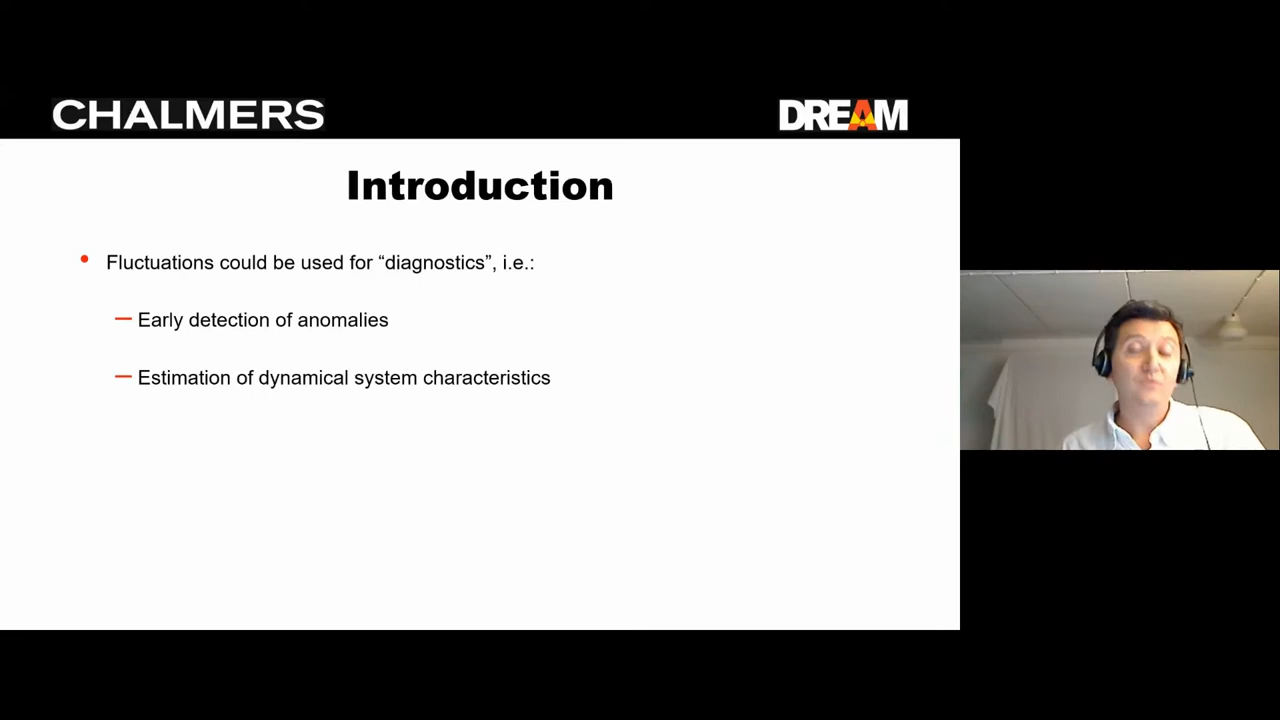 CHALMERS
DREAM
Introduction
• Fluctuations could be used for “diagnostics”, i.e.:
— Early detection of anomalies
— Estimation of dynamical system characteristics